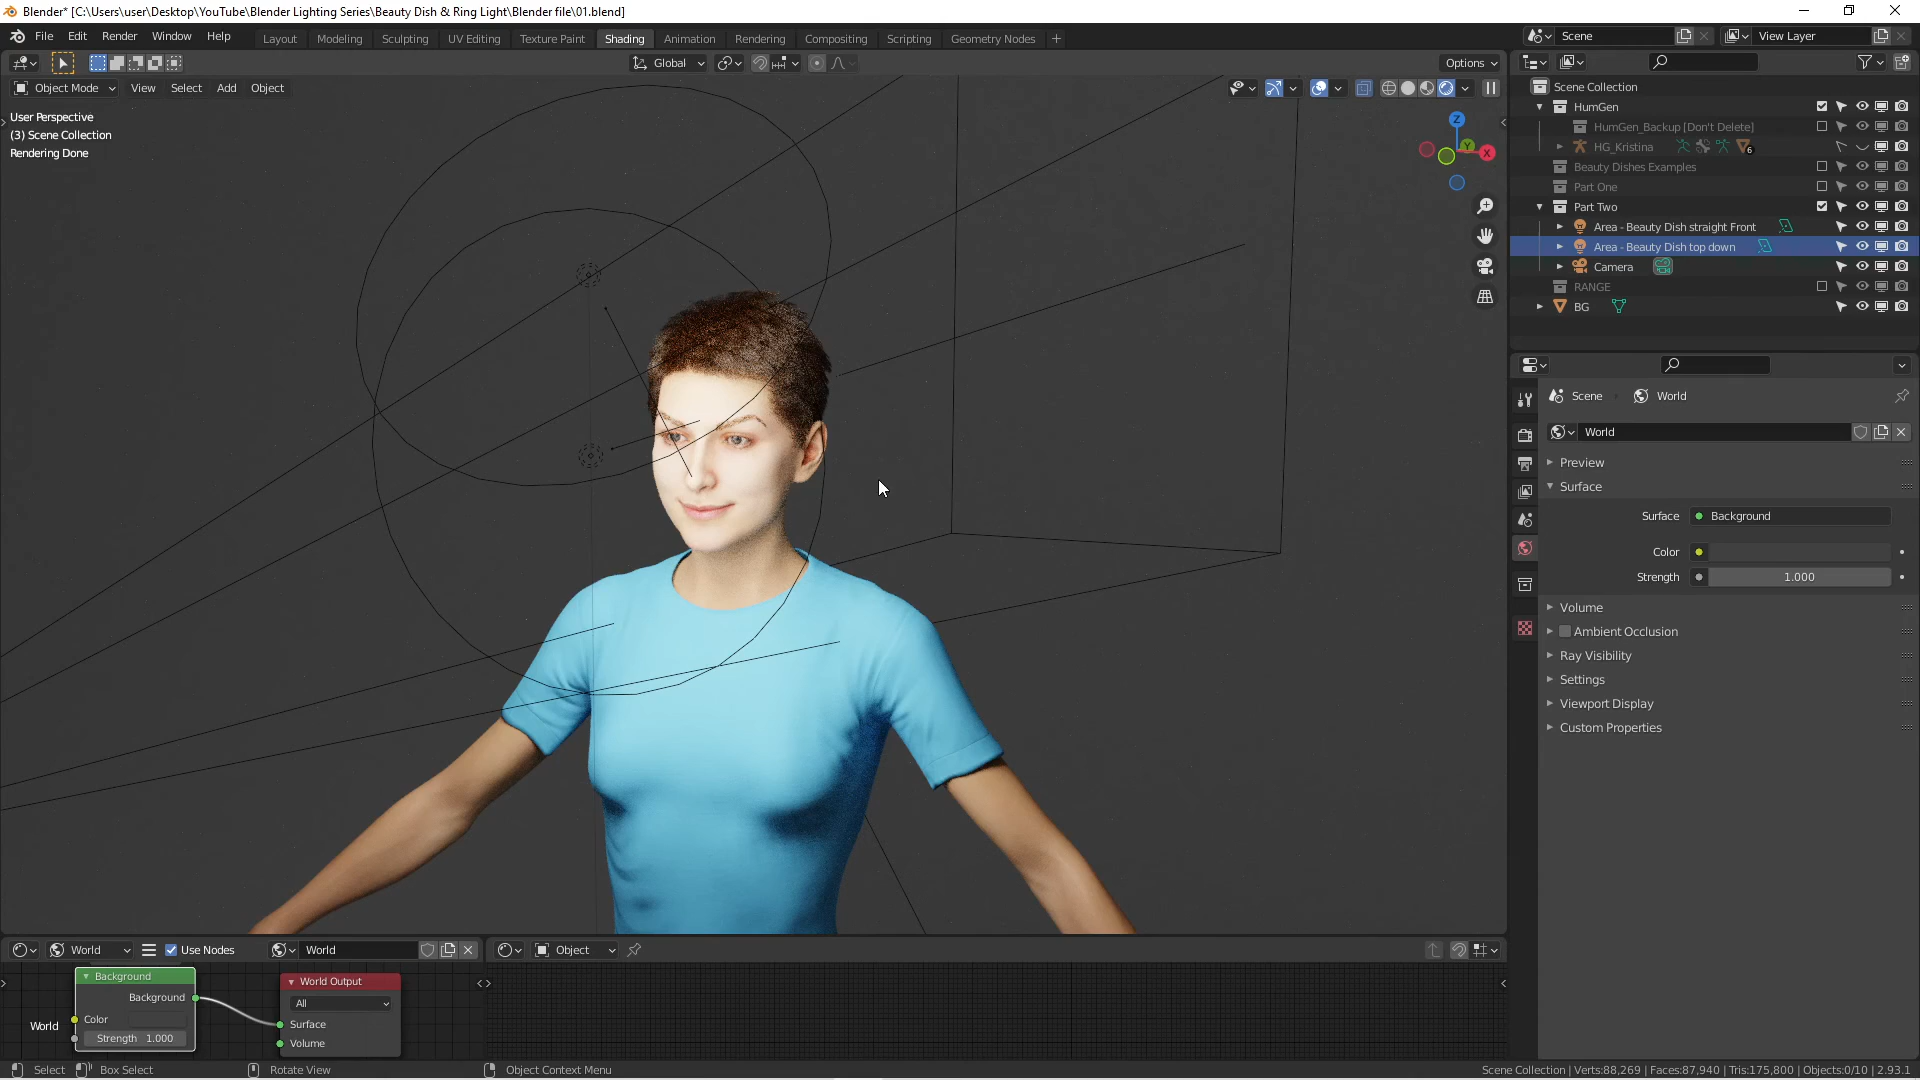 Blender* [C:\Users\user\Desktop\YouTube\Blender Lighting Series\Beauty Dish & Ring Light\Blender file\01.blend]
File Edit Render Window Help Layout Modeling Sculpting UV Editing Texture Paint Shading Animation Rendering Compositing Scripting Geometry Nodes + Scene View Layer
Global Options
Object Mode View Select Add Object
User Perspective
(3) Scene Collection
Rendering Done
Z
Y
X
Scene Collection
HumGen
HumGen_Backup [Don't Delete]
HG_Kristina 6
Beauty Dishes Examples
Part One
Part Two
Area - Beauty Dish straight Front
Area - Beauty Dish top down
Camera
RANGE
BG
Scene World
World
Preview
Surface
Surface Background
Color
Strength 1.000
Volume
Ambient Occlusion
Ray Visibility
Settings
Viewport Display
Custom Properties
World Use Nodes World Object
Background
Background
Color
Strength 1.000
World
World Output
All
Surface
Volume
Select Box Select Rotate View Object Context Menu Scene Collection | Verts:88,269 | Faces:87,940 | Tris:175,800 | Objects:0/10 | 2.93.1